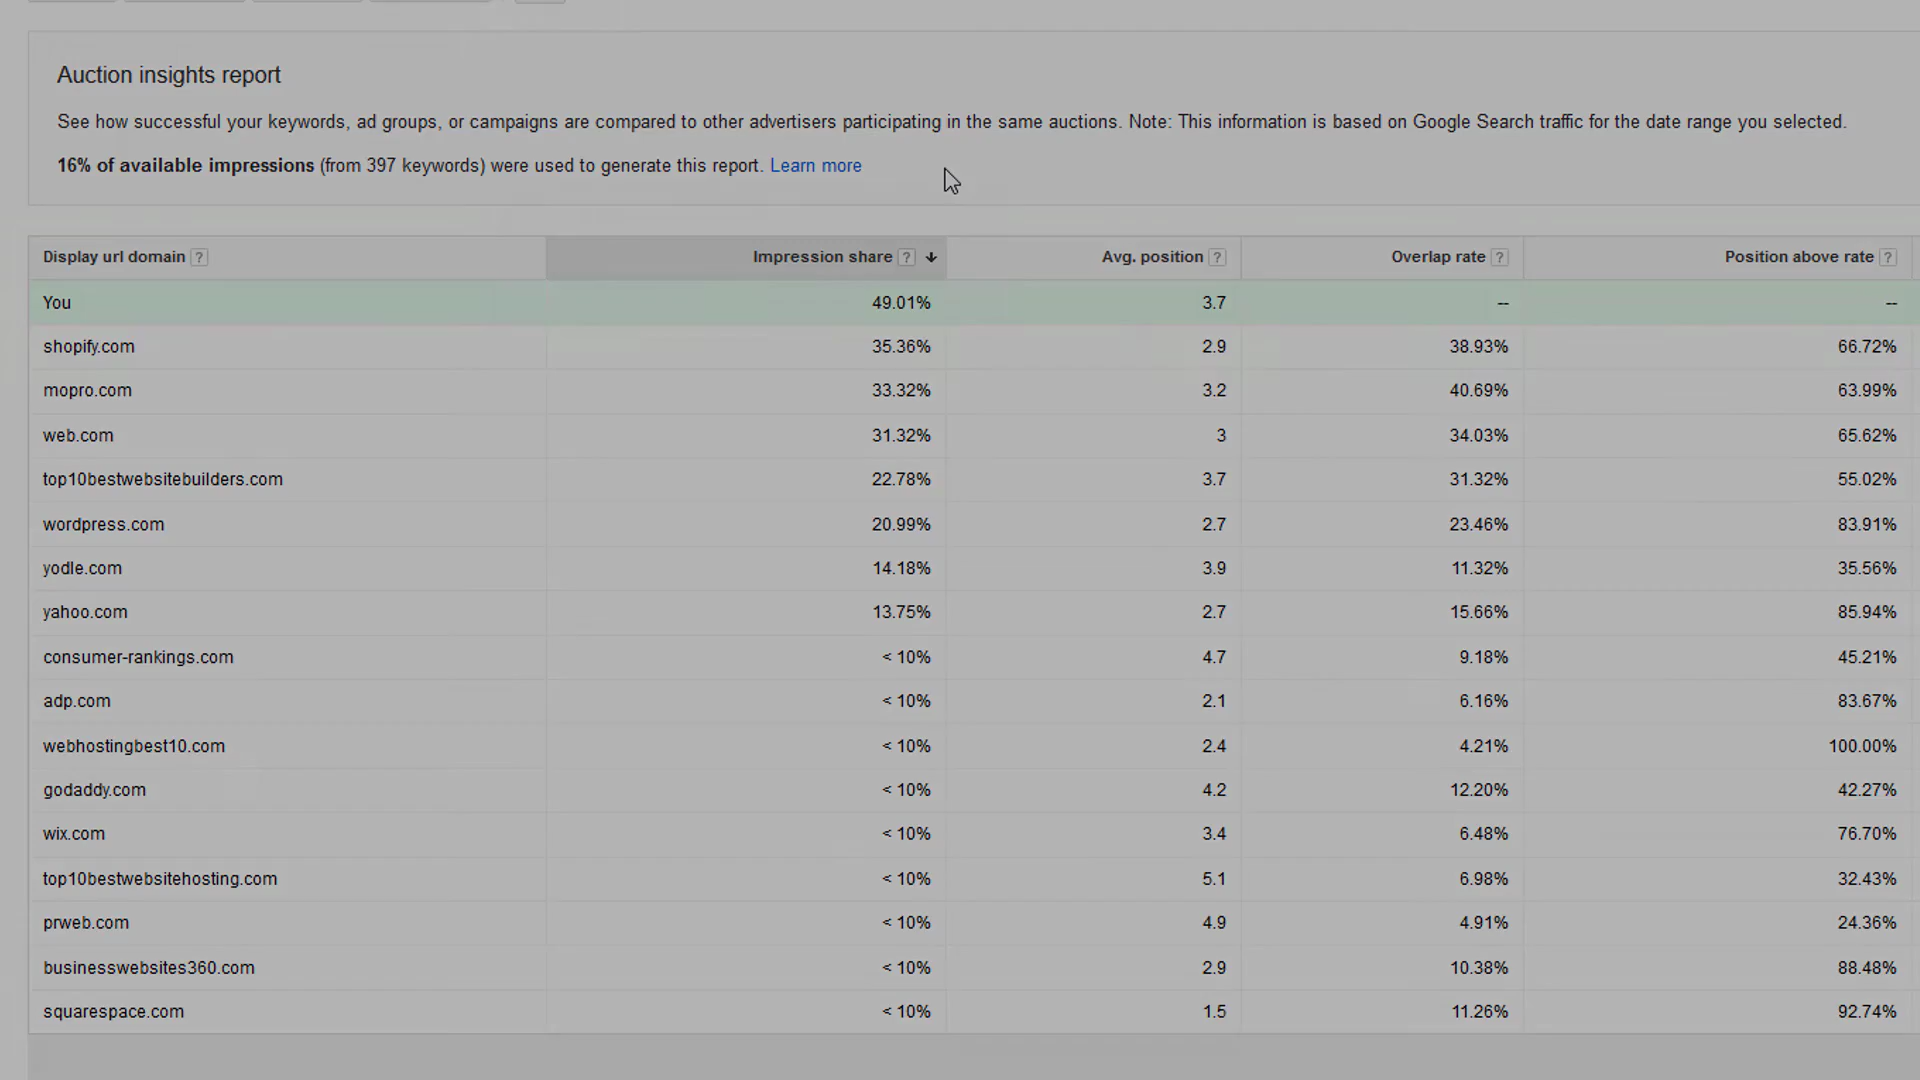 Auction insights report
See how successful your keywords, ad groups, or campaigns are compared to other advertisers participating in the same auctions. Note: This information is based on Google Search traffic for the date range you selected.
16% of available impressions (from 397 keywords) were used to generate this report. Learn more
Display url domain ? Impression share ? ↓ Avg. position ? Overlap rate ? Position above rate ?
You 49.01% 3.7 -- --
shopify.com 35.36% 2.9 38.93% 66.72%
mopro.com 33.32% 3.2 40.69% 63.99%
web.com 31.32% 3 34.03% 65.62%
top10bestwebsitebuilders.com 22.78% 3.7 31.32% 55.02%
wordpress.com 20.99% 2.7 23.46% 83.91%
yodle.com 14.18% 3.9 11.32% 35.56%
yahoo.com 13.75% 2.7 15.66% 85.94%
consumer-rankings.com < 10% 4.7 9.18% 45.21%
adp.com < 10% 2.1 6.16% 83.67%
webhostingbest10.com < 10% 2.4 4.21% 100.00%
godaddy.com < 10% 4.2 12.20% 42.27%
wix.com < 10% 3.4 6.48% 76.70%
top10bestwebsitehosting.com < 10% 5.1 6.98% 32.43%
prweb.com < 10% 4.9 4.91% 24.36%
businesswebsites360.com < 10% 2.9 10.38% 88.48%
squarespace.com < 10% 1.5 11.26% 92.74%